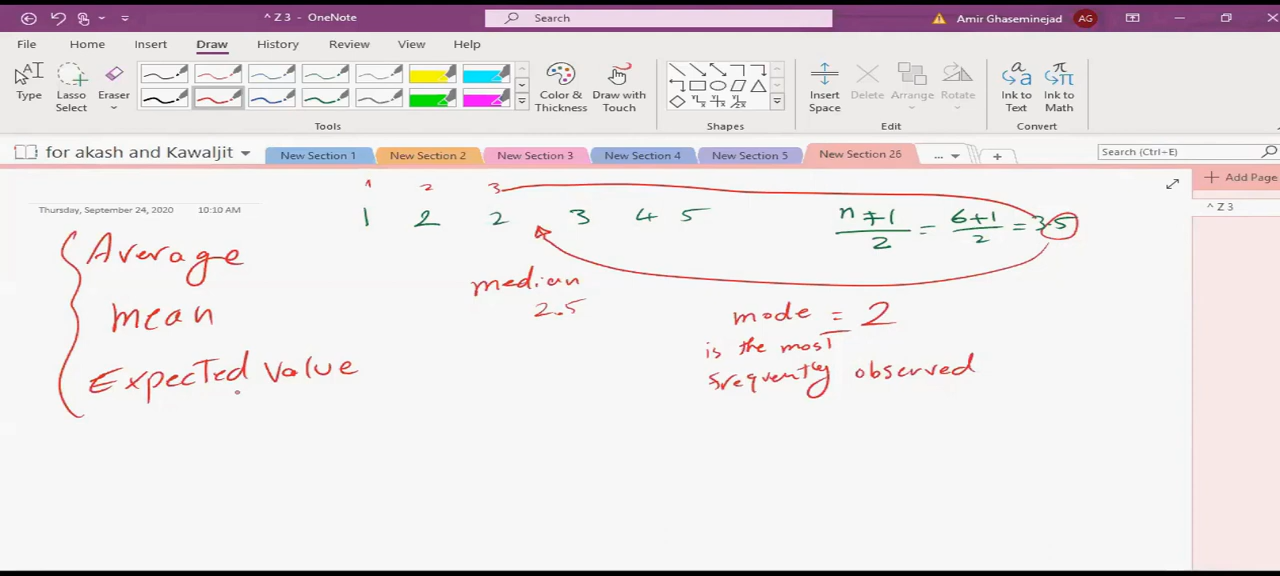 ^ Z 3 - OneNote
Search
Amir Ghaseminejad
AG
File Home Insert Draw History Review View Help
Type
Lasso Select
Eraser
Color & Thickness
Draw with Touch
Insert Space
Delete
Arrange
Rotate
Ink to Text
Ink to Math
Tools
Shapes
Edit
Convert
for akash and Kawaljit
New Section 1
New Section 2
New Section 3
New Section 4
New Section 5
New Section 26
...
Search (Ctrl+E)
Add Page
^ Z 3
Thursday, September 24, 2020 10:10 AM
1 2 3
1 2 2 3 4 5
n+1/2 = 6+1/2 = 3.5
Average
mean
Expected value
median
2.5
mode = 2
is the most
frequently observed